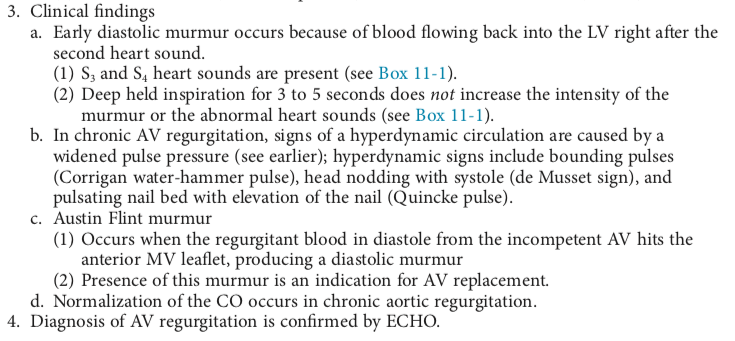 3. Clinical findings
a. Early diastolic murmur occurs because of blood flowing back into the LV right after the
second heart sound.
(1) S₃ and S₄ heart sounds are present (see Box 11-1).
(2) Deep held inspiration for 3 to 5 seconds does not increase the intensity of the
murmur or the abnormal heart sounds (see Box 11-1).
b. In chronic AV regurgitation, signs of a hyperdynamic circulation are caused by a
widened pulse pressure (see earlier); hyperdynamic signs include bounding pulses
(Corrigan water-hammer pulse), head nodding with systole (de Musset sign), and
pulsating nail bed with elevation of the nail (Quincke pulse).
c. Austin Flint murmur
(1) Occurs when the regurgitant blood in diastole from the incompetent AV hits the
anterior MV leaflet, producing a diastolic murmur
(2) Presence of this murmur is an indication for AV replacement.
d. Normalization of the CO occurs in chronic aortic regurgitation.
4. Diagnosis of AV regurgitation is confirmed by ECHO.